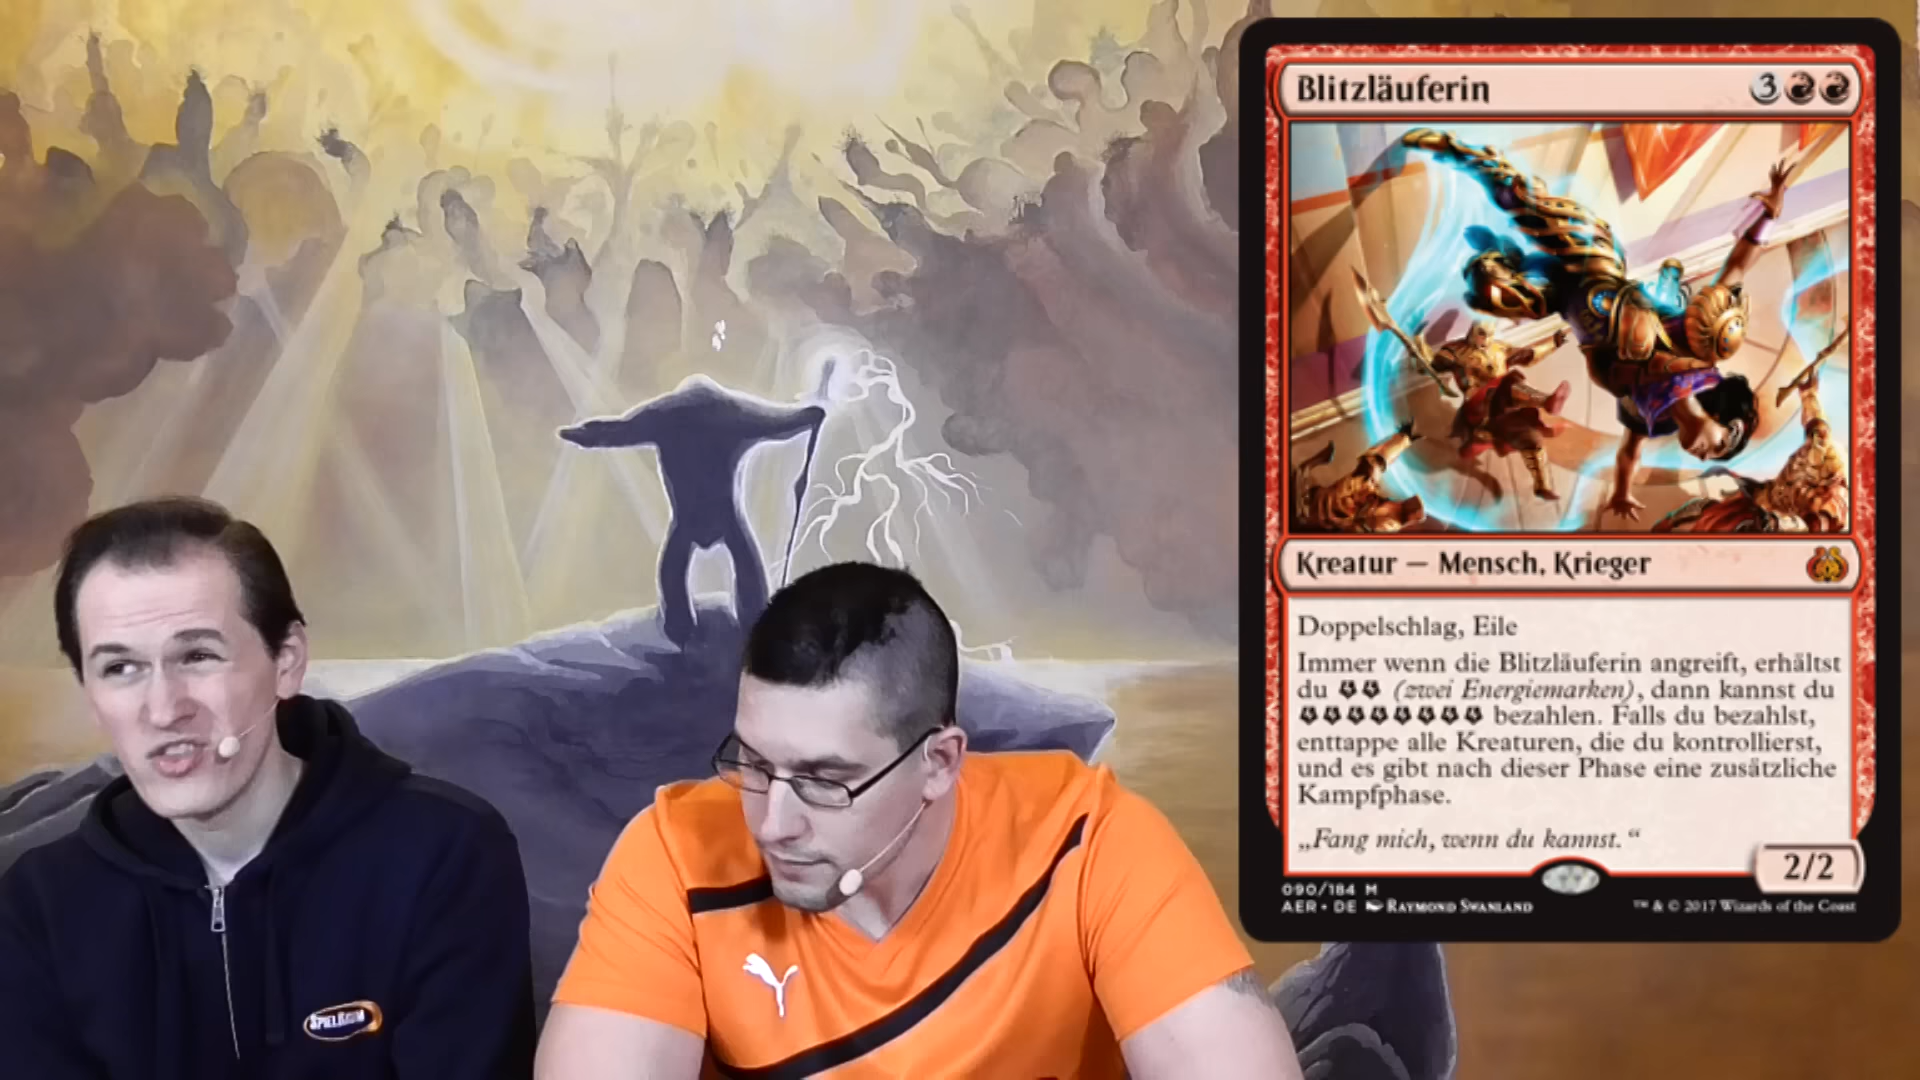 Blitzläuferin
3
Kreatur – Mensch, Krieger
Doppelschlag, Eile
Immer wenn die Blitzläuferin angreift, erhältst
du (zwei Energiemarken), dann kannst du
bezahlen. Falls du bezahlst,
enttappe alle Kreaturen, die du kontrollierst,
und es gibt nach dieser Phase eine zusätzliche
Kampfphase.
„Fang mich, wenn du kannst.“
2/2
090/184 M
AER • DE RAYMOND SWANLAND
™ & © 2017 Wizards of the Coast
SPIELRAUM